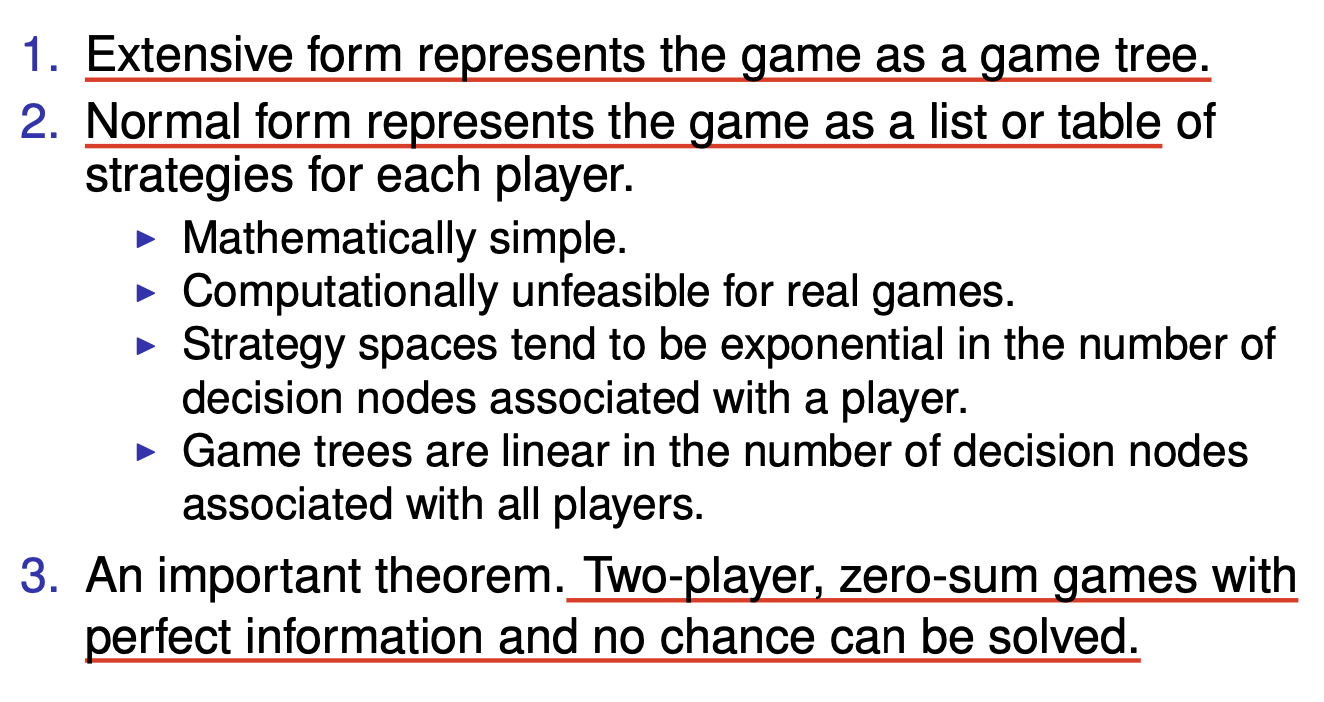 1. Extensive form represents the game as a game tree.
2. Normal form represents the game as a list or table of
strategies for each player.
▶ Mathematically simple.
▶ Computationally unfeasible for real games.
▶ Strategy spaces tend to be exponential in the number of
decision nodes associated with a player.
▶ Game trees are linear in the number of decision nodes
associated with all players.
3. An important theorem. Two-player, zero-sum games with
perfect information and no chance can be solved.